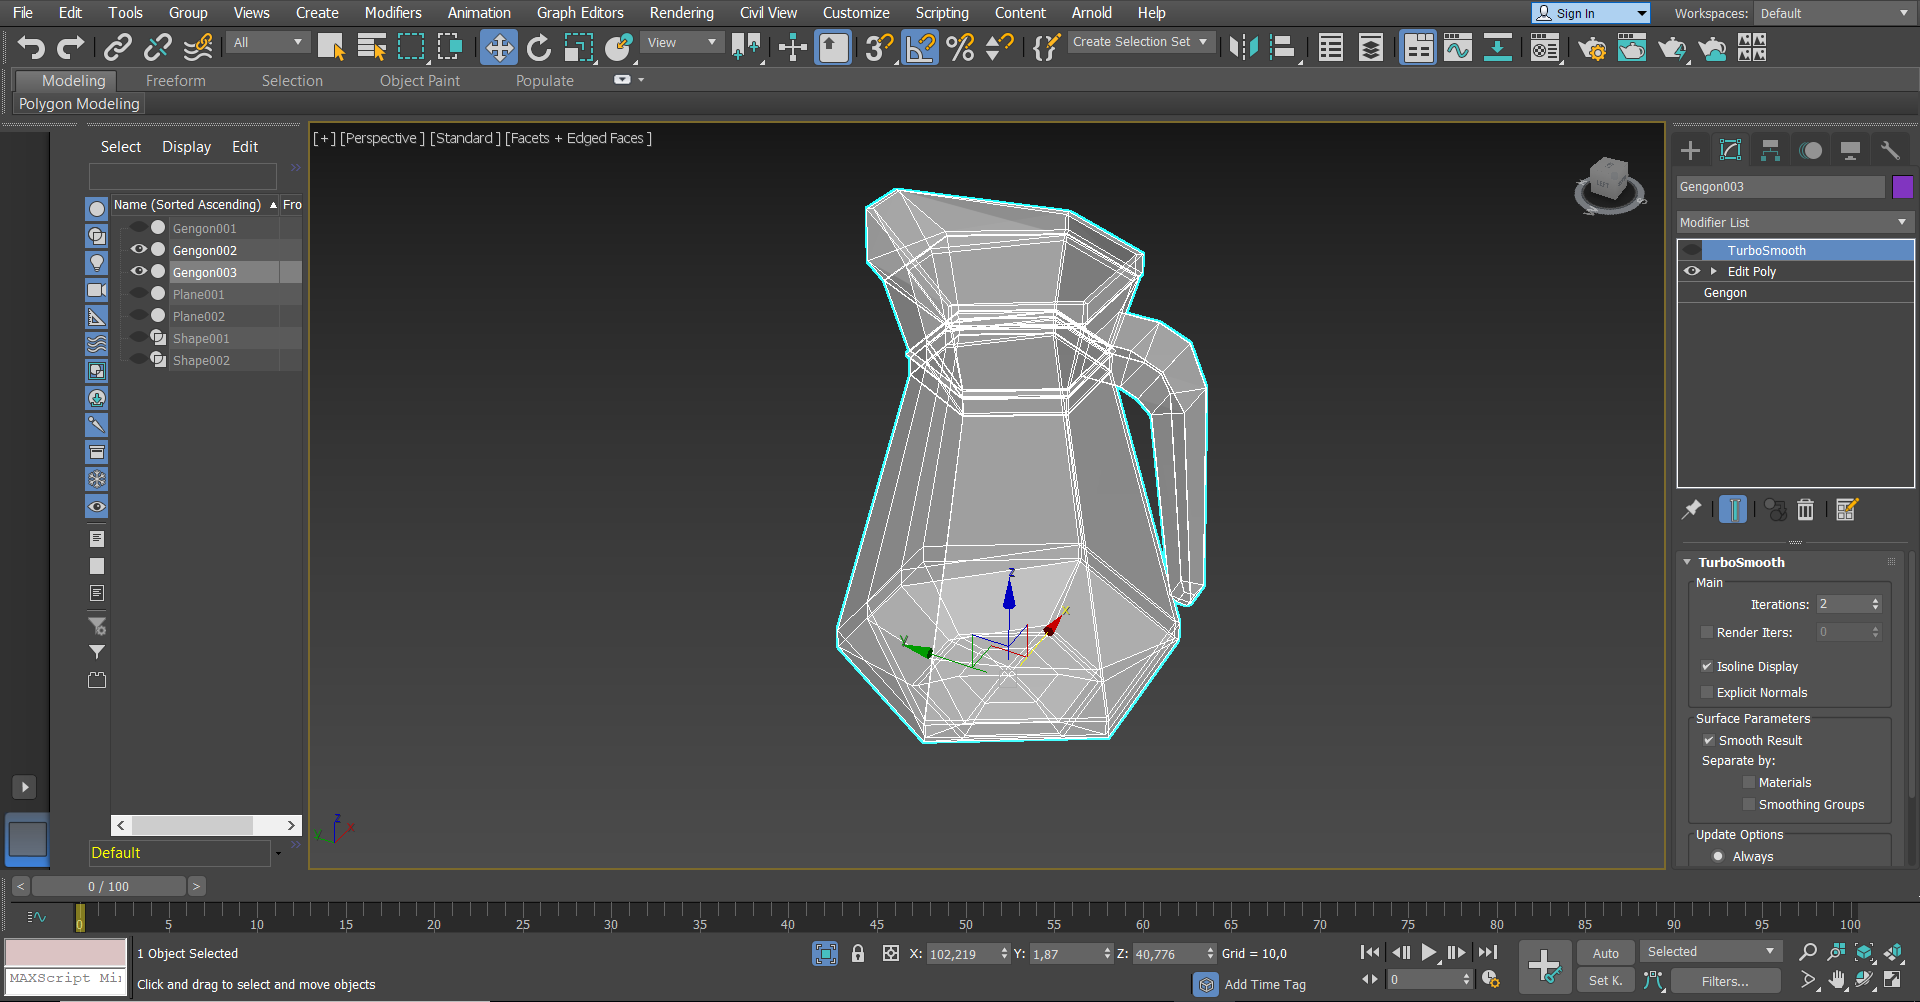 File Edit Tools Group Views Create Modifiers Animation Graph Editors Rendering Civil View Customize Scripting Content Arnold Help Sign In Workspaces: Default
All View Create Selection Set
Modeling Freeform Selection Object Paint Populate
Polygon Modeling
[+] [Perspective ] [Standard ] [Facets + Edged Faces ]
Select Display Edit
Name (Sorted Ascending) Fro
Gengon001
Gengon002
Gengon003
Plane001
Plane002
Shape001
Shape002
Default
Gengon003
Modifier List
TurboSmooth
Edit Poly
Gengon
TurboSmooth
Main
Iterations: 2
Render Iters: 0
Isoline Display
Explicit Normals
Surface Parameters
Smooth Result
Separate by:
Materials
Smoothing Groups
Update Options
Always
z
x
y
z
x
y
< 0 / 100 >
0 5 10 15 20 25 30 35 40 45 50 55 60 65 70 75 80 85 90 95 100
1 Object Selected X: 102,219 Y: 1,87 Z: 40,776 Grid = 10,0 Auto Selected
MAXScript Mi
Click and drag to select and move objects Add Time Tag 0 Set K. Filters...